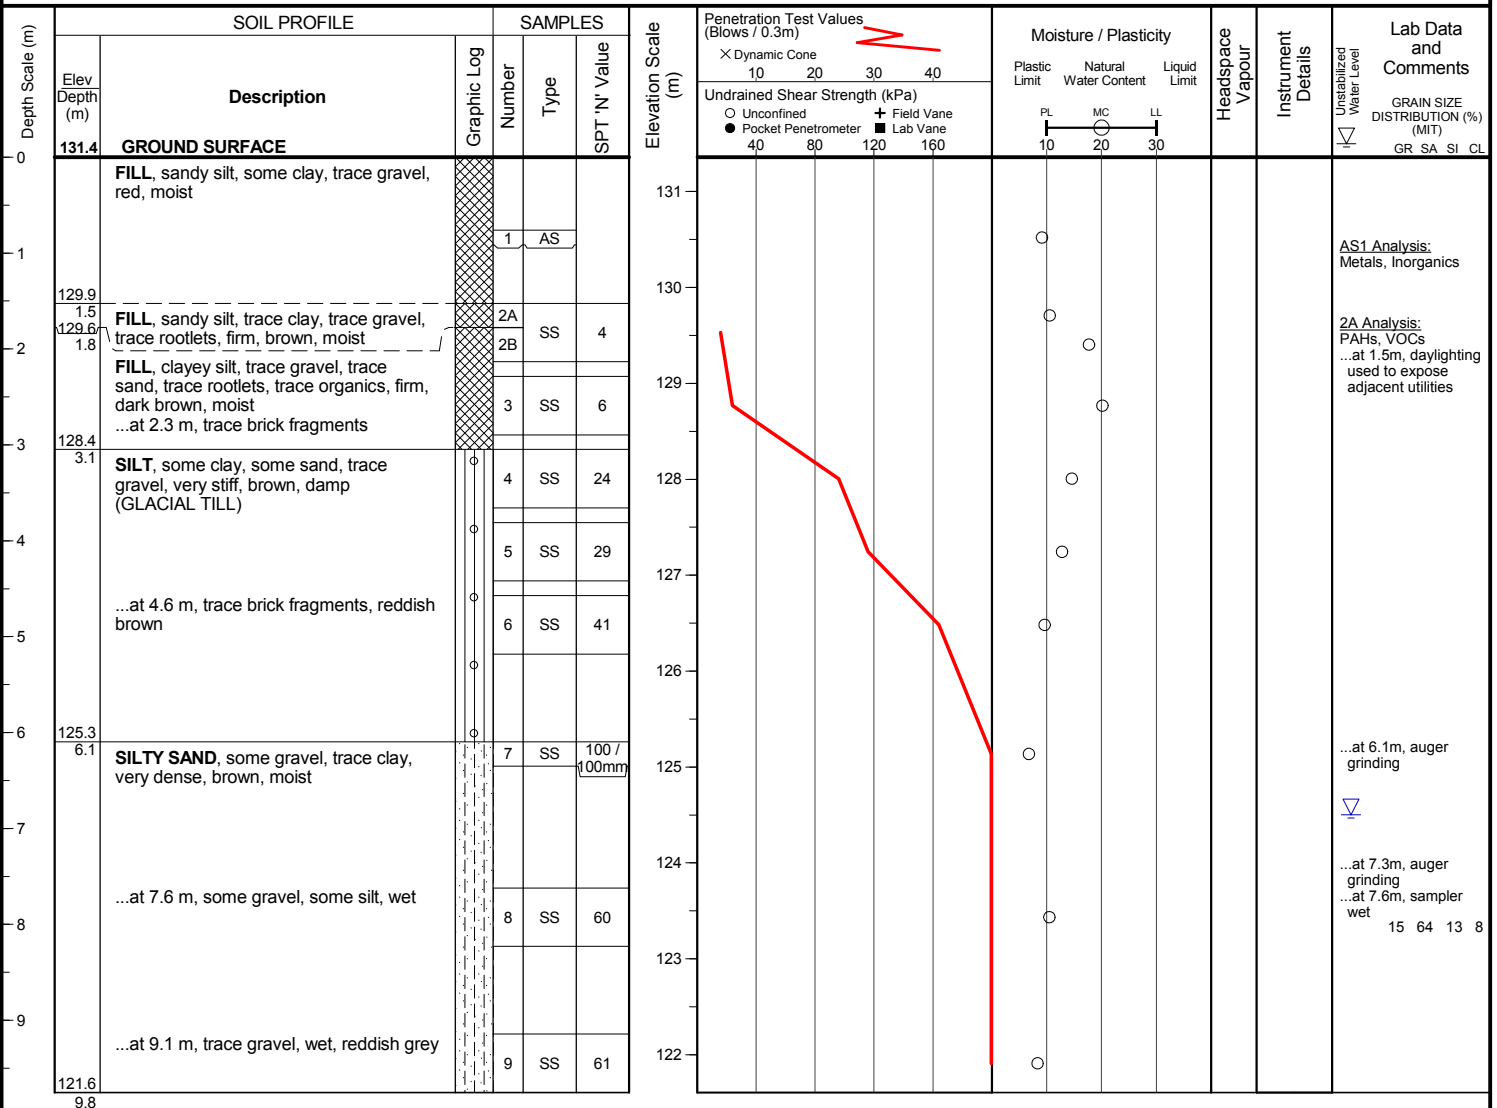 SOIL PROFILE
SAMPLES
Depth Scale (m)
Elev
Depth
(m)
Description
Graphic Log
Number
Type
SPT 'N' Value
Elevation Scale
(m)
Penetration Test Values
(Blows / 0.3m)
× Dynamic Cone
10 20 30 40
Undrained Shear Strength (kPa)
Unconfined
Field Vane
Pocket Penetrometer
Lab Vane
40 120 160
Moisture / Plasticity
Plastic
Limit
Natural
Water Content
Liquid
Limit
PL MC LL
10 20 30
Headspace
Vapour
Instrument
Details
Unstabilized
Water Level
Lab Data
and
Comments
GRAIN SIZE
DISTRIBUTION (%)
(MIT)
GR SA SI CL
131.4 GROUND SURFACE
0
FILL, sandy silt, some clay, trace gravel,
red, moist
131
1 AS
1
AS1 Analysis:
Metals, Inorganics
130
129.9
1.5
FILL, sandy silt, trace clay, trace gravel,
trace rootlets, firm, brown, moist
129.6
1.8
2A
2B
SS 4
2A Analysis:
PAHs, VOCs
...at 1.5m, daylighting
used to expose
adjacent utilities
2
FILL, clayey silt, trace gravel, trace
sand, trace rootlets, trace organics, firm,
dark brown, moist
...at 2.3 m, trace brick fragments
129
3 SS 6
128.4
3
3.1
SILT, some clay, some sand, trace
gravel, very stiff, brown, damp
(GLACIAL TILL)
4 SS 24
128
4
5 SS 29
127
...at 4.6 m, trace brick fragments, reddish
brown
6 SS 41
5
126
125.3
6
6.1
SILTY SAND, some gravel, trace clay,
very dense, brown, moist
7 SS 100 /
100mm
125
...at 6.1m, auger
grinding
7
124
...at 7.3m, auger
grinding
...at 7.6m, sampler
wet
15 64 13 8
...at 7.6 m, some gravel, some silt, wet
8 SS 60
8
123
9
...at 9.1 m, trace gravel, wet, reddish grey
9 SS 61
122
121.6
9.8